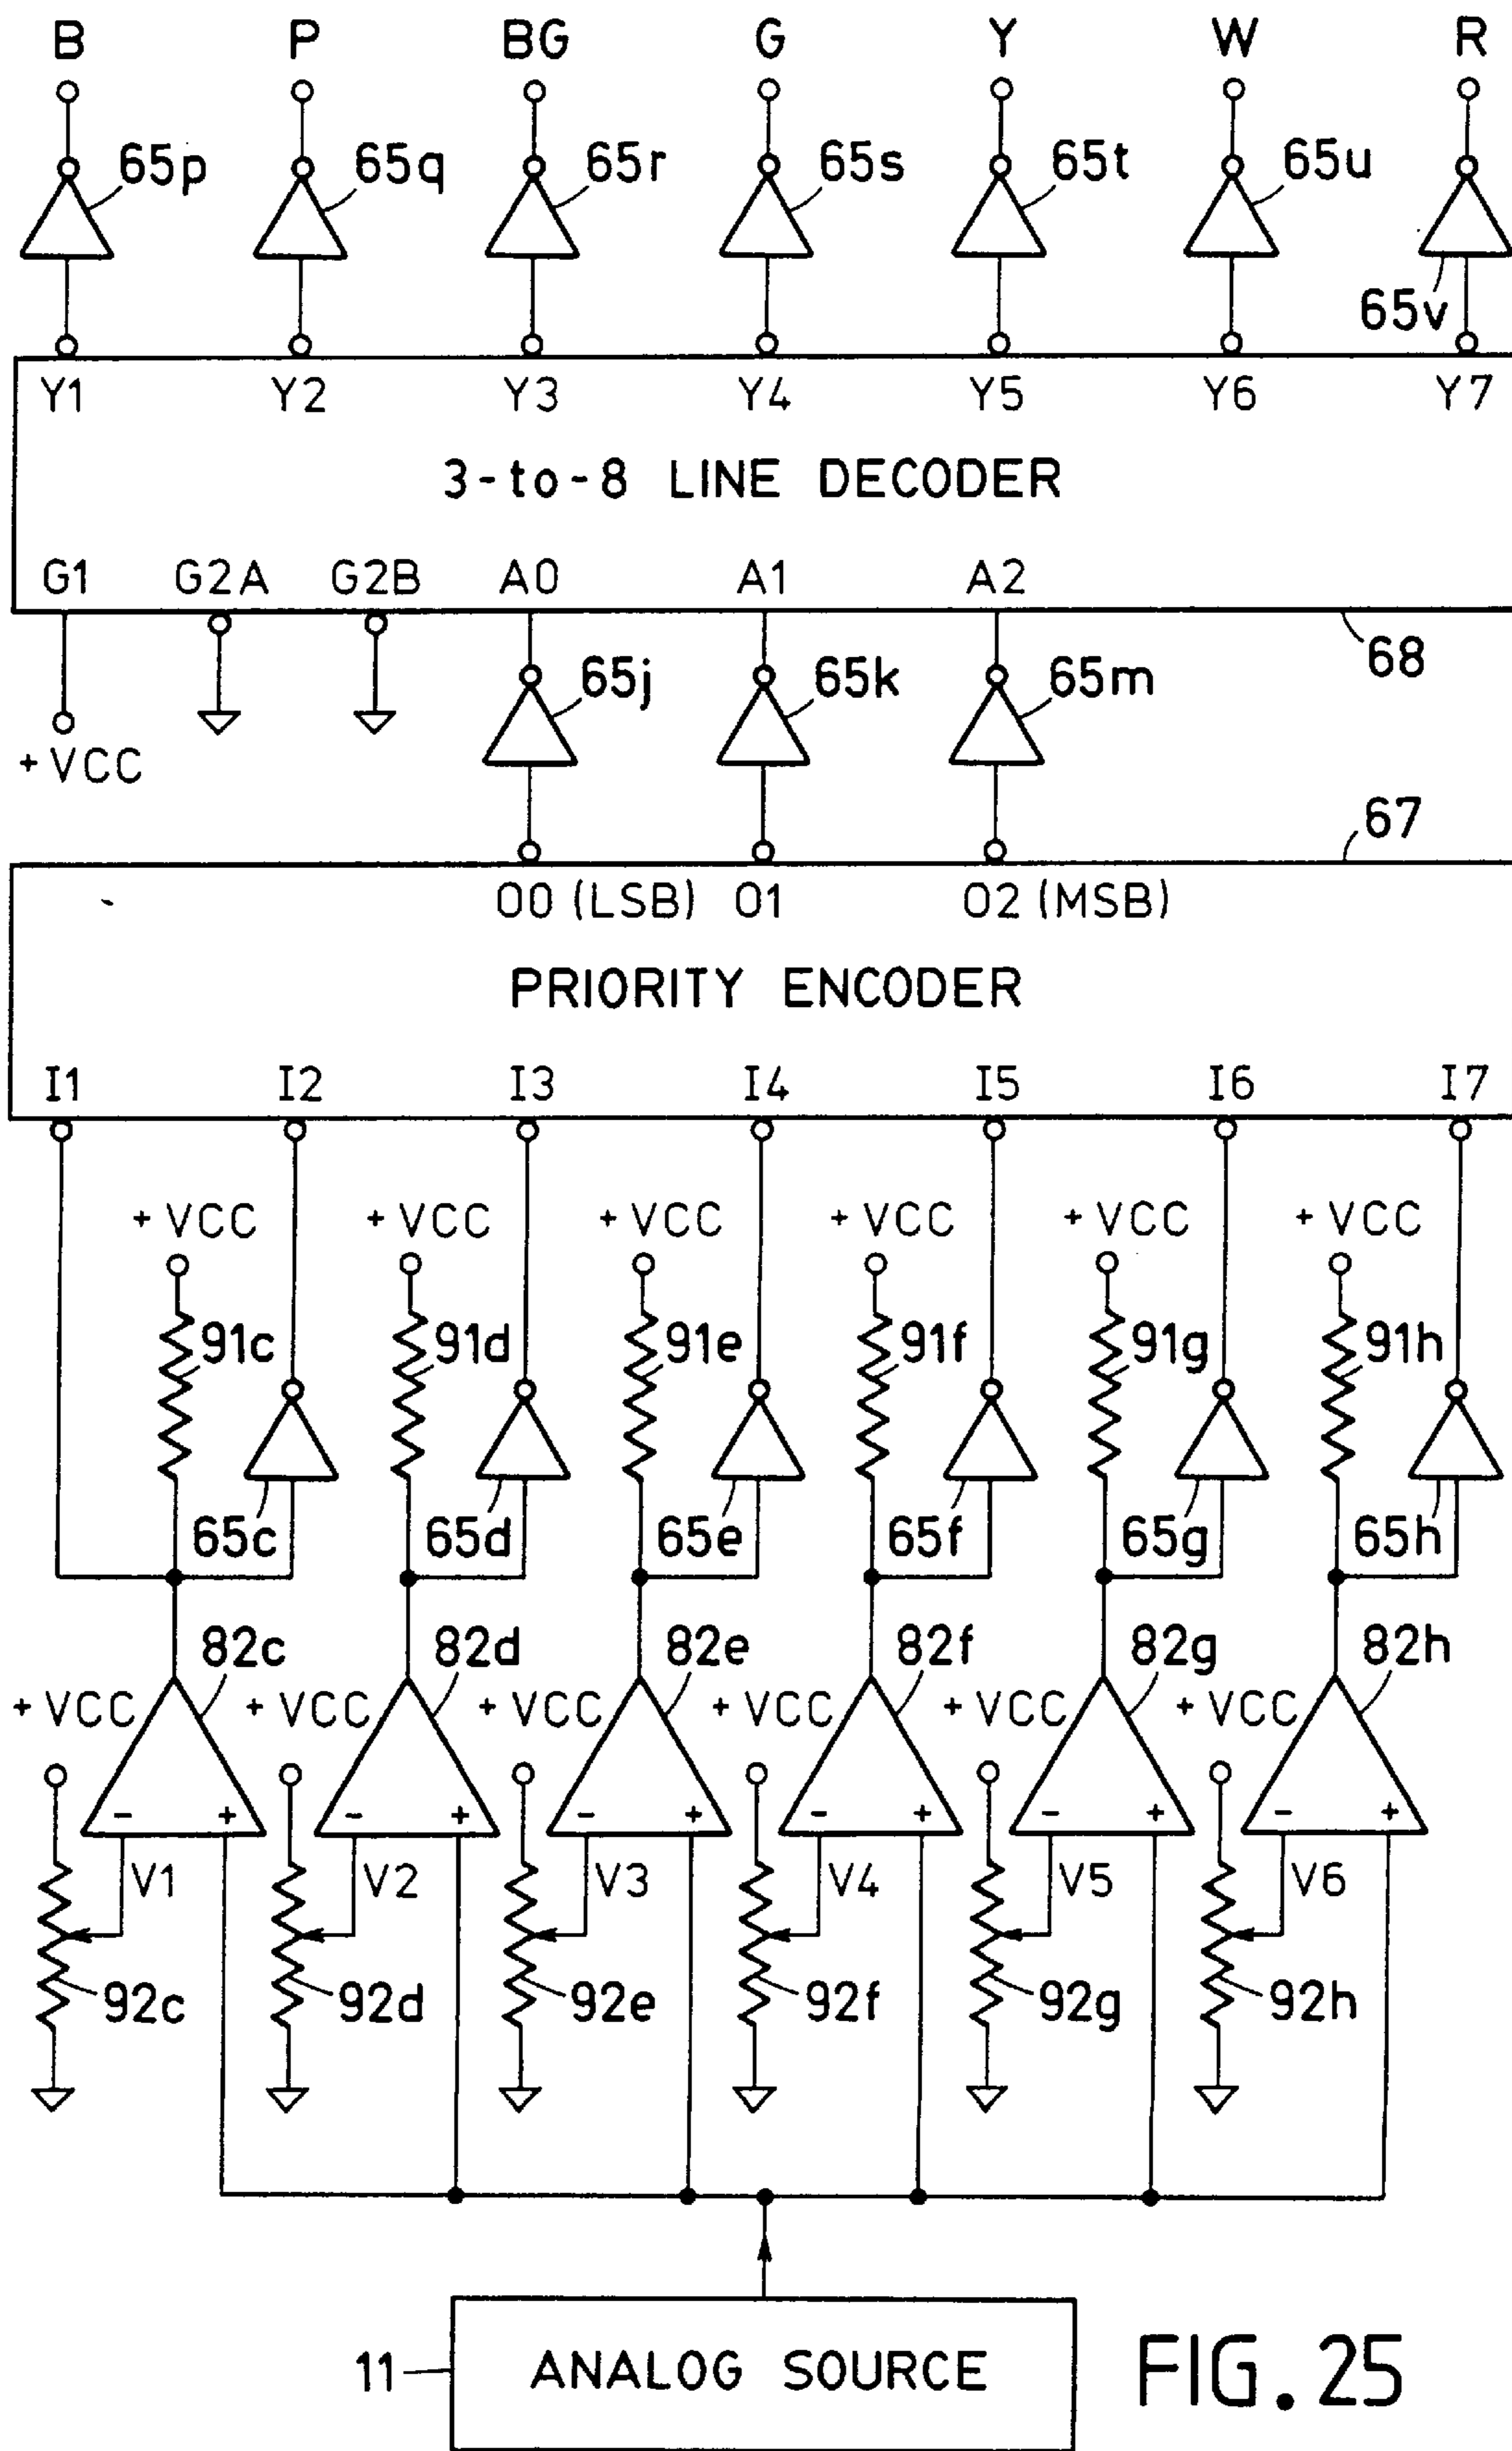 B P BG G Y W R
65p 65q 65r 65s 65t 65u
65v
Y1 Y2 Y3 Y4 Y5 Y6 Y7
3-to-8 LINE DECODER
G1 G2A G2B A0 A1 A2
68
65j 65k 65m
+VCC
67
O0 (LSB) O1 O2 (MSB)
PRIORITY ENCODER
I1 I2 I3 I4 I5 I6 I7
+VCC +VCC +VCC +VCC +VCC +VCC
91c 91d 91e 91f 91g 91h
65c 65d 65e 65f 65g 65h
82c 82d 82e 82f 82g 82h
+VCC +VCC +VCC +VCC +VCC +VCC
- + - + - + - + - + - +
V1 V2 V3 V4 V5 V6
92c 92d 92e 92f 92g 92h
11 ANALOG SOURCE
FIG. 25